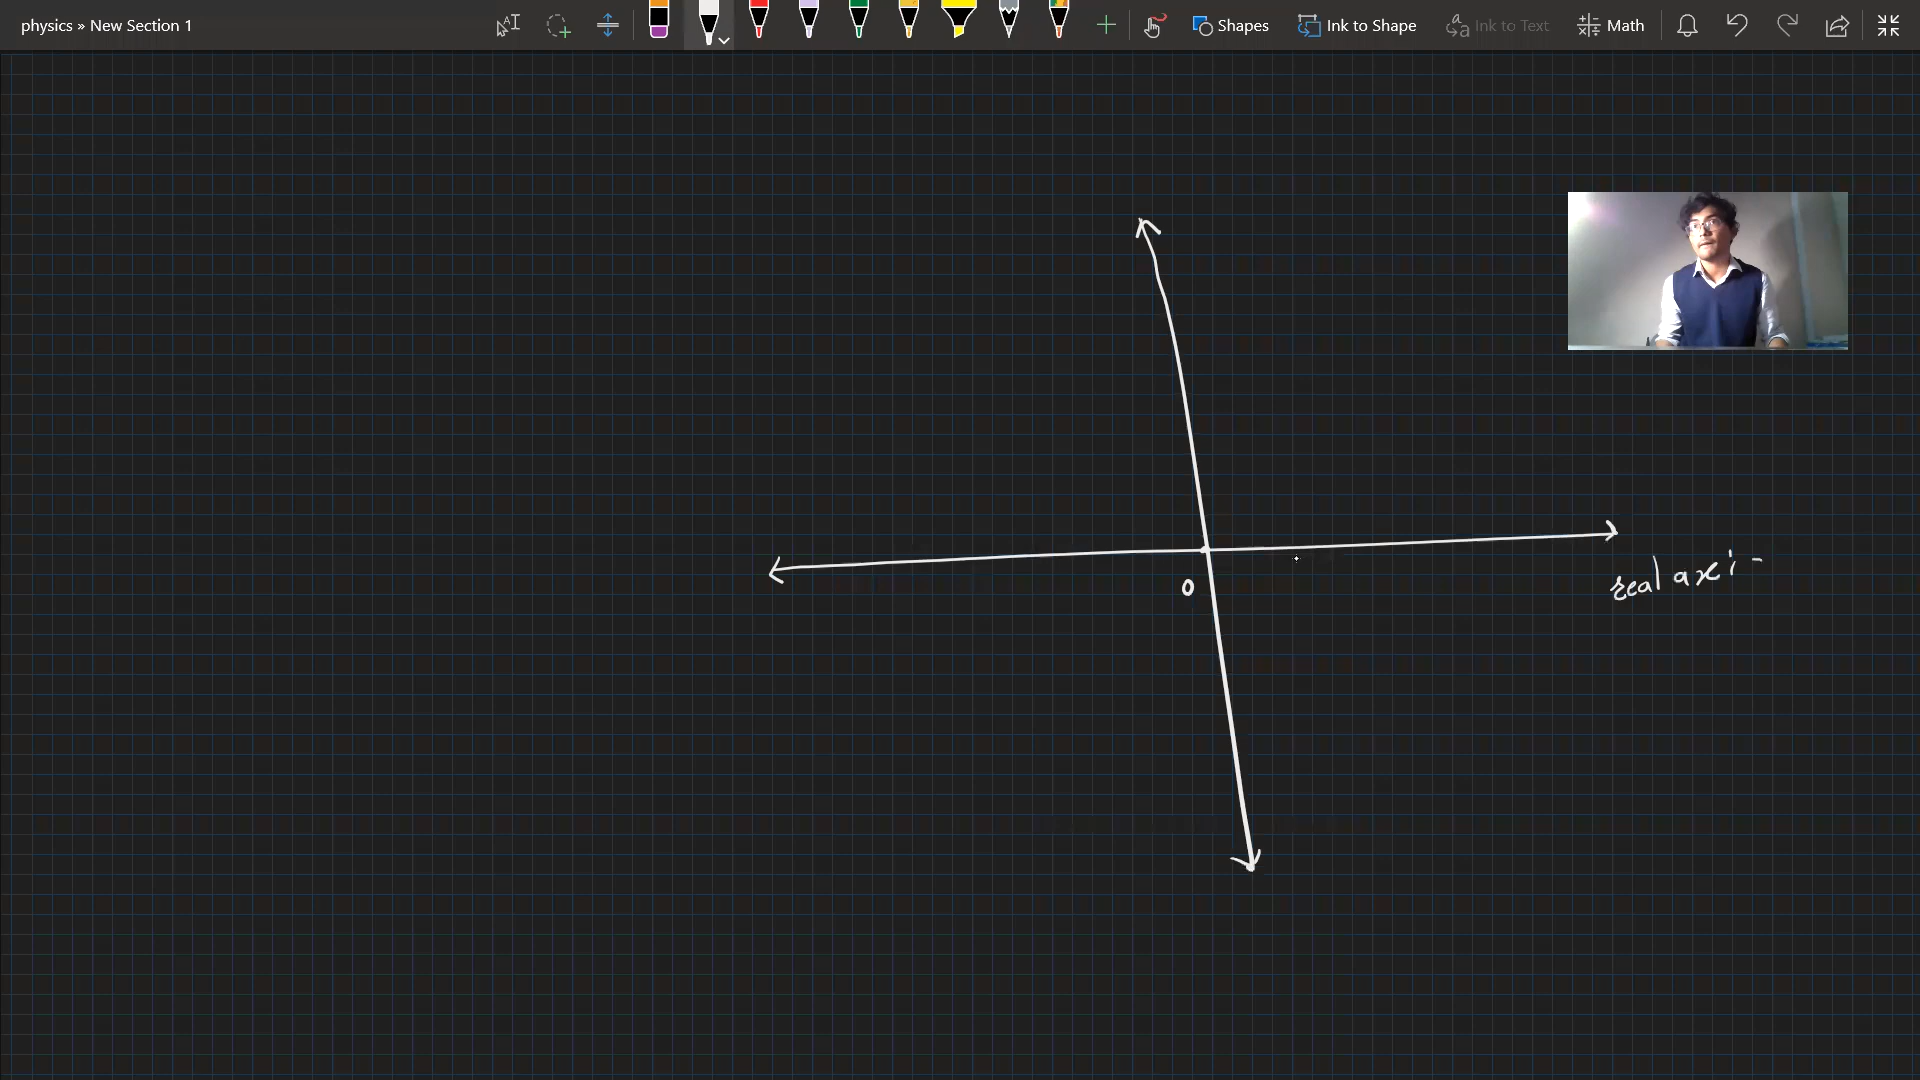 physics » New Section 1
Shapes Ink to Shape Ink to Text Math
0
real axi -